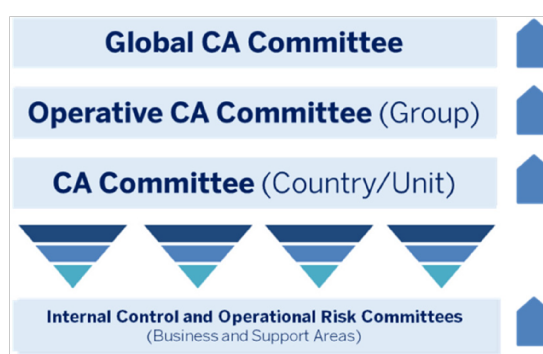 Global CA Committee
Operative CA Committee (Group)
CA Committee (Country/Unit)
Internal Control and Operational Risk Committees
(Business and Support Areas)